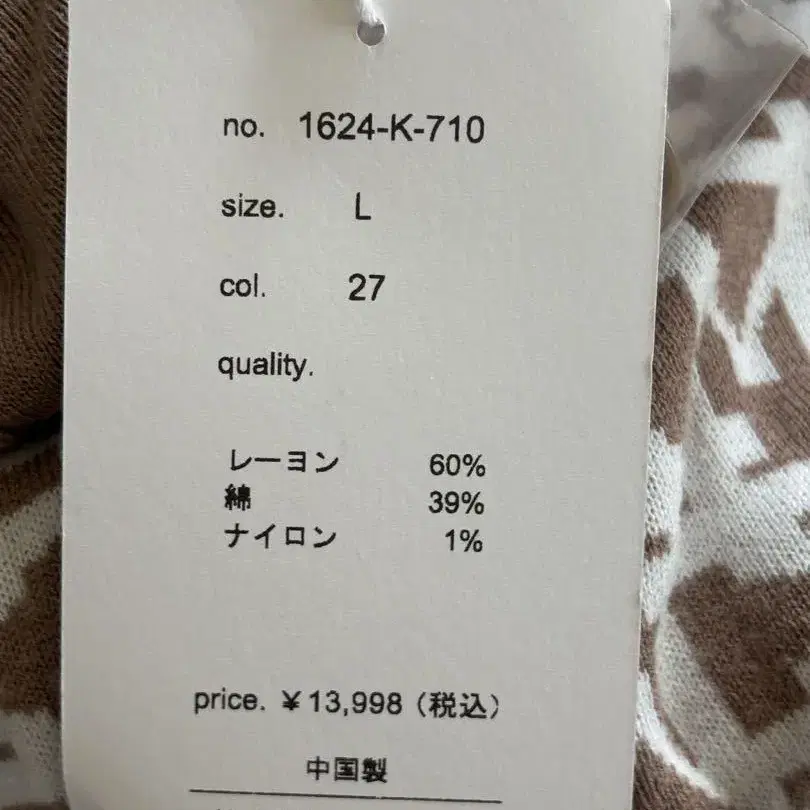 no. 1624-K-710
size. L
col. 27
quality.
レーヨン 60%
綿 39%
ナイロン 1%
price. ¥13,998（税込）
中国製